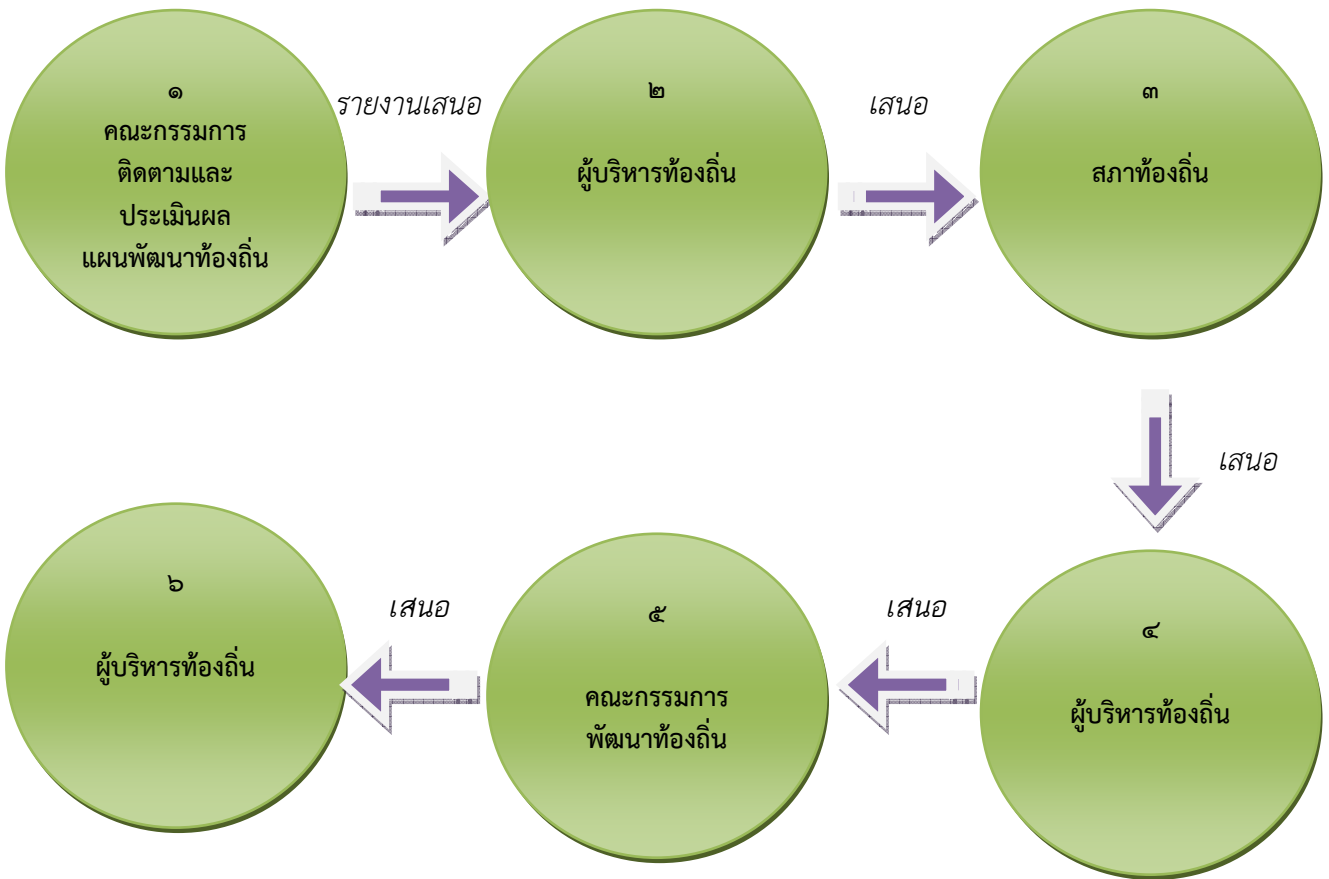 ๑
คณะกรรมการ
ติดตามและ
ประเมินผล
แผนพัฒนาท้องถิ่น
รายงานเสนอ
๒
ผู้บริหารท้องถิ่น
เสนอ
๓
สภาท้องถิ่น
เสนอ
๔
ผู้บริหารท้องถิ่น
เสนอ
๕
คณะกรรมการ
พัฒนาท้องถิ่น
เสนอ
๖
ผู้บริหารท้องถิ่น